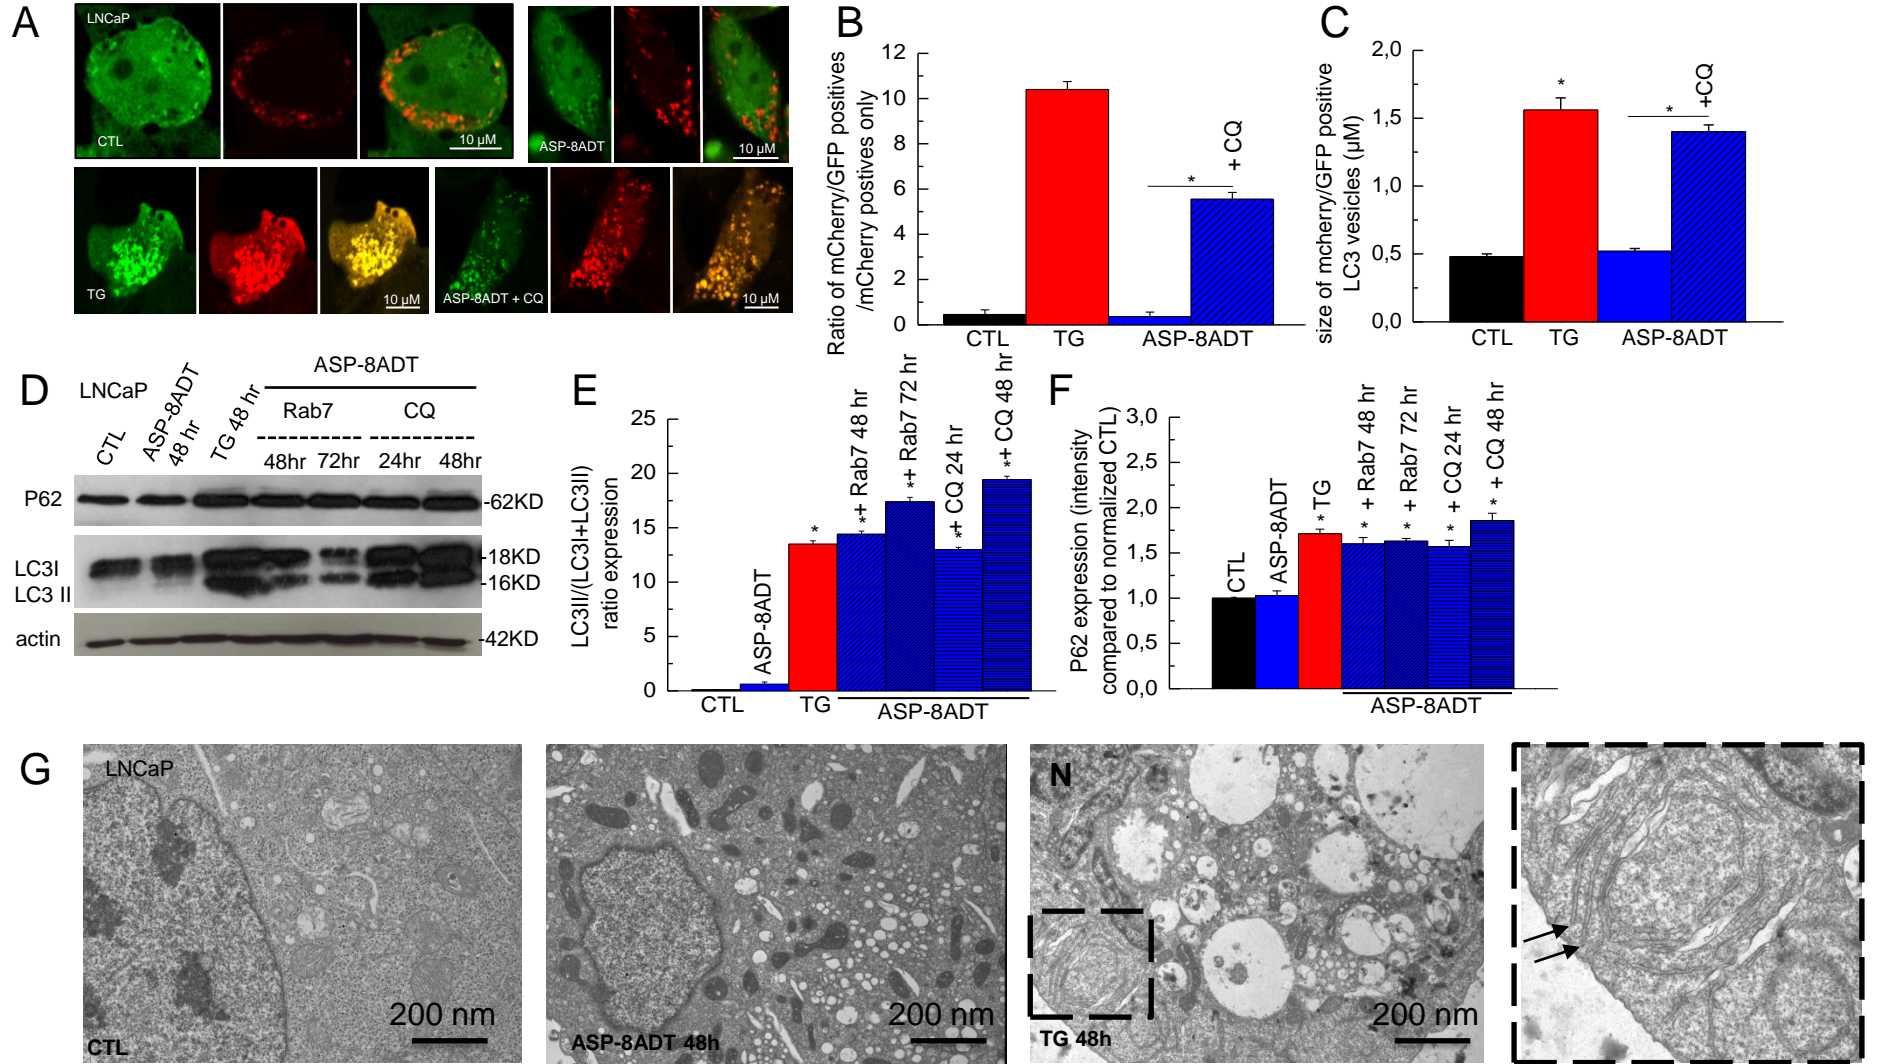 A
LNCaP
CTL
10 µM
ASP-8ADT
10 µM
TG
10 µM
ASP-8ADT + CQ
10 µM
B
Ratio of mCherry/GFP positives
/mCherry postives only
12
10
8
6
4
2
0
*
+ CQ
CTL
TG
ASP-8ADT
C
size of mcherry/GFP positive
LC3 vesicles (µM)
2,0
1,5
1,0
0,5
0,0
*
*
+CQ
CTL
TG
ASP-8ADT
D
LNCaP
CTL
ASP-8ADT
48 hr
TG 48 hr
ASP-8ADT
Rab7
CQ
48hr
72hr
24hr
48hr
P62
-62KD
LC3I
LC3 II
-18KD
-16KD
actin
-42KD
E
LC3II/(LC3I+LC3II)
ratio expression
25
20
15
10
5
0
ASP-8ADT
*
*+ Rab7 48 hr
*+ Rab7 72 hr
*+ CQ 24 hr
*+ CQ 48 hr
CTL
TG
ASP-8ADT
F
P62 expression (intensity
compared to normalized CTL)
3,0
2,5
2,0
1,5
1,0
0,5
0,0
CTL
ASP-8ADT
* TG
* + Rab7 48 hr
* + Rab7 72 hr
* + CQ 24 hr
* + CQ 48 hr
ASP-8ADT
G
LNCaP
200 nm
CTL
200 nm
ASP-8ADT 48h
N
200 nm
TG 48h